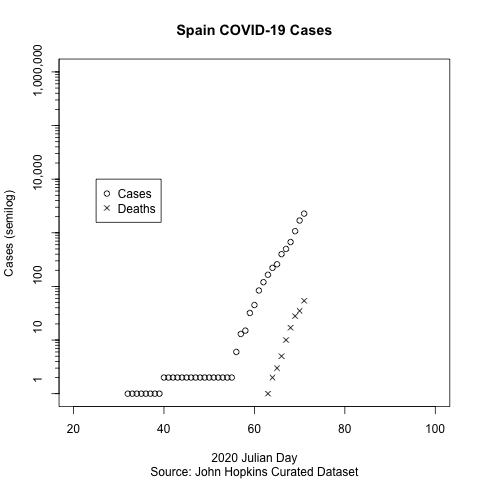 Spain COVID-19 Cases
Cases (semilog)
1,000,000
10,000
100
10
1
Cases
Deaths
20 40 60 80 100
2020 Julian Day
Source: John Hopkins Curated Dataset